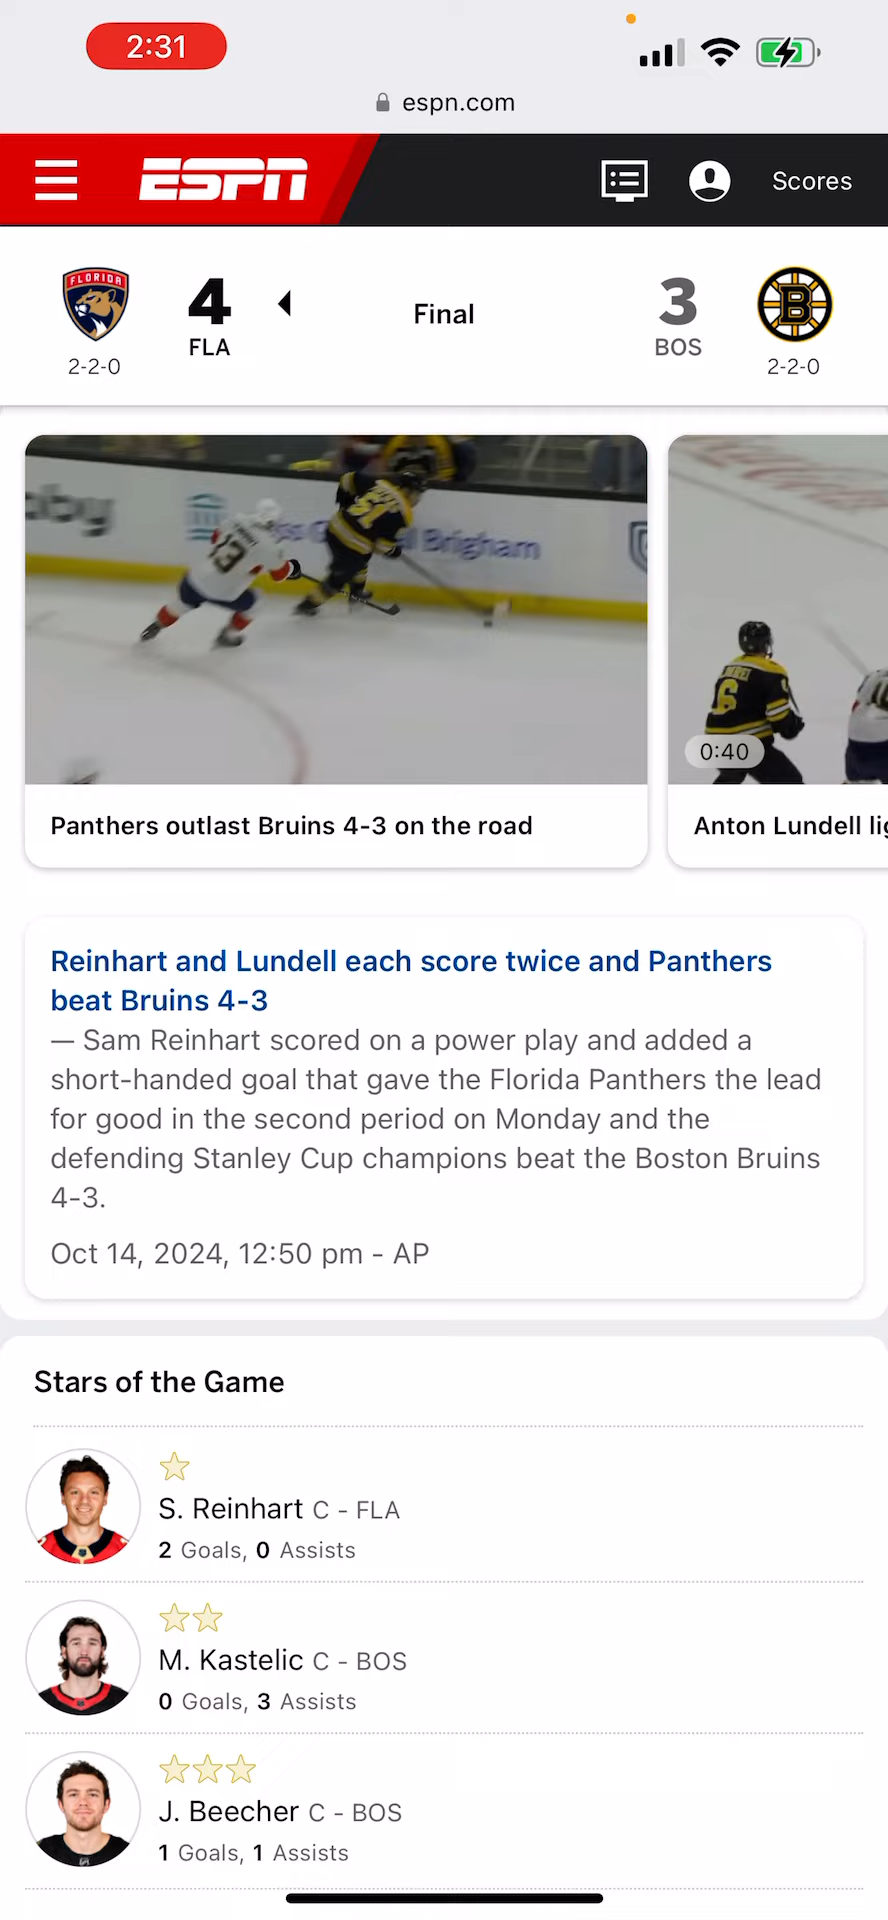 2:31
espn.com
ESPN
Scores
FLORIDA
4
FLA
2-2-0
Final
3
BOS
2-2-0
B
Brigham
6
0:40
Panthers outlast Bruins 4-3 on the road
Anton Lundell
Reinhart and Lundell each score twice and Panthers
beat Bruins 4-3
— Sam Reinhart scored on a power play and added a
short-handed goal that gave the Florida Panthers the lead
for good in the second period on Monday and the
defending Stanley Cup champions beat the Boston Bruins
4-3.
Oct 14, 2024, 12:50 pm - AP
Stars of the Game
S. Reinhart C - FLA
2 Goals, 0 Assists
M. Kastelic C - BOS
0 Goals, 3 Assists
J. Beecher C - BOS
1 Goals, 1 Assists